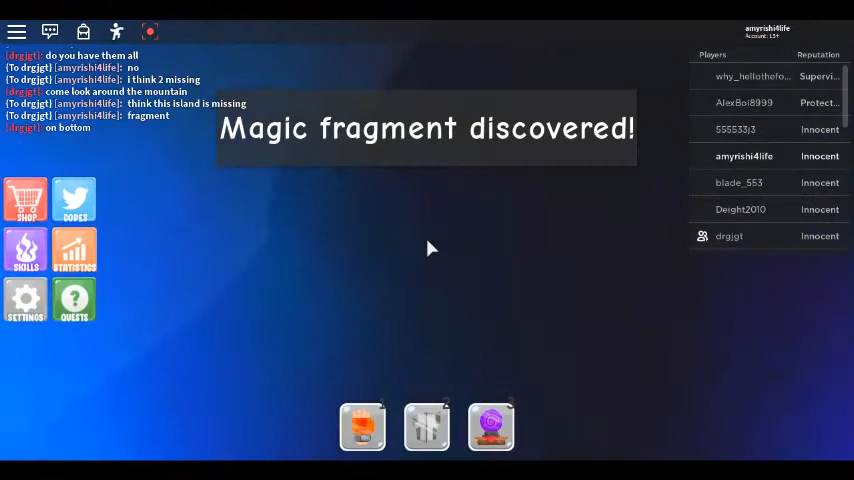 amyrishi4life
Account: 13+
[drgjgt]: do you have them all
{To drgjgt} [amyrishi4life]: no
{To drgjgt} [amyrishi4life]: i think 2 missing
[drgjgt]: come look around the mountain
{To drgjgt} [amyrishi4life]: think this island is missing
{To drgjgt} [amyrishi4life]: fragment
[drgjgt]: on bottom
Magic fragment discovered!
Players Reputation
why_hellothefo... Supervi...
AlexBoi8999 Protect...
555533j3 Innocent
amyrishi4life Innocent
blade_553 Innocent
Deight2010 Innocent
drgjgt Innocent
SHOP CODES
SKILLS STATISTICS
SETTINGS QUESTS
1 2 3